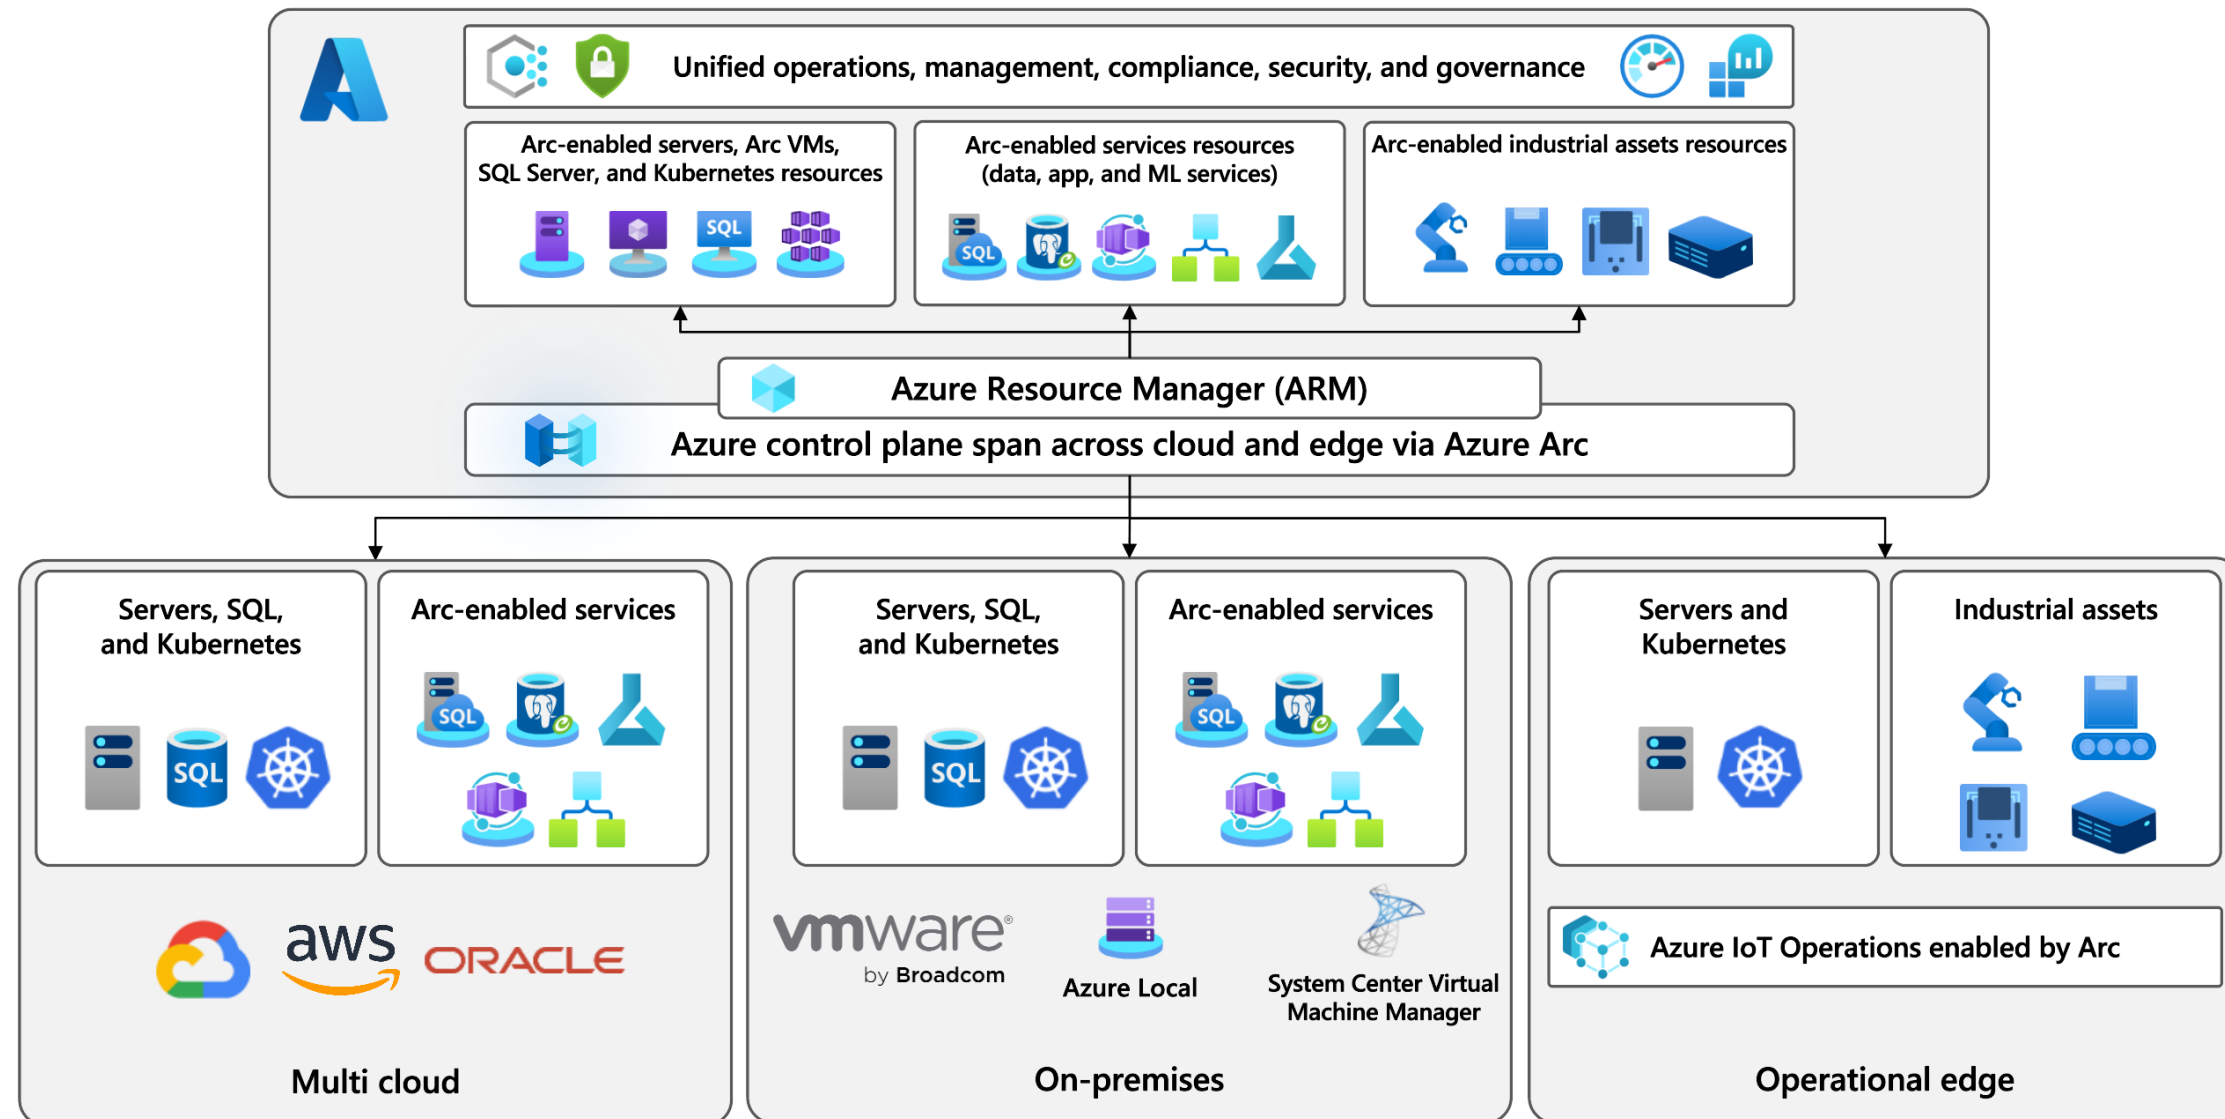 Unified operations, management, compliance, security, and governance
Arc-enabled servers, Arc VMs,
SQL Server, and Kubernetes resources
SQL
Arc-enabled services resources
(data, app, and ML services)
SQL
Arc-enabled industrial assets resources
Azure Resource Manager (ARM)
Azure control plane span across cloud and edge via Azure Arc
Servers, SQL,
and Kubernetes
SQL
Arc-enabled services
SQL
aws
ORACLE
Multi cloud
Servers, SQL,
and Kubernetes
SQL
Arc-enabled services
SQL
vmware®
by Broadcom
Azure Local
System Center Virtual
Machine Manager
On-premises
Servers and
Kubernetes
Industrial assets
Azure IoT Operations enabled by Arc
Operational edge